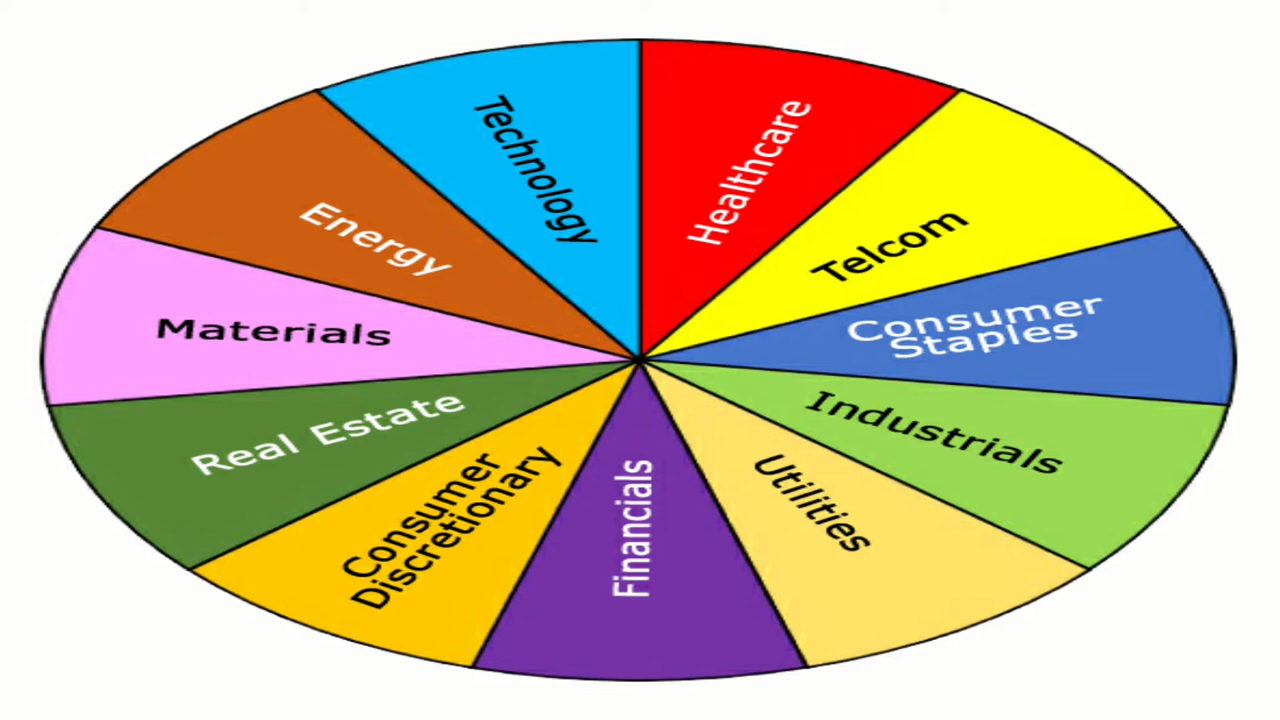 Technology
Healthcare
Energy
Telcom
Materials
Consumer
Staples
Real Estate
Industrials
Consumer
Discretionary
Financials
Utilities